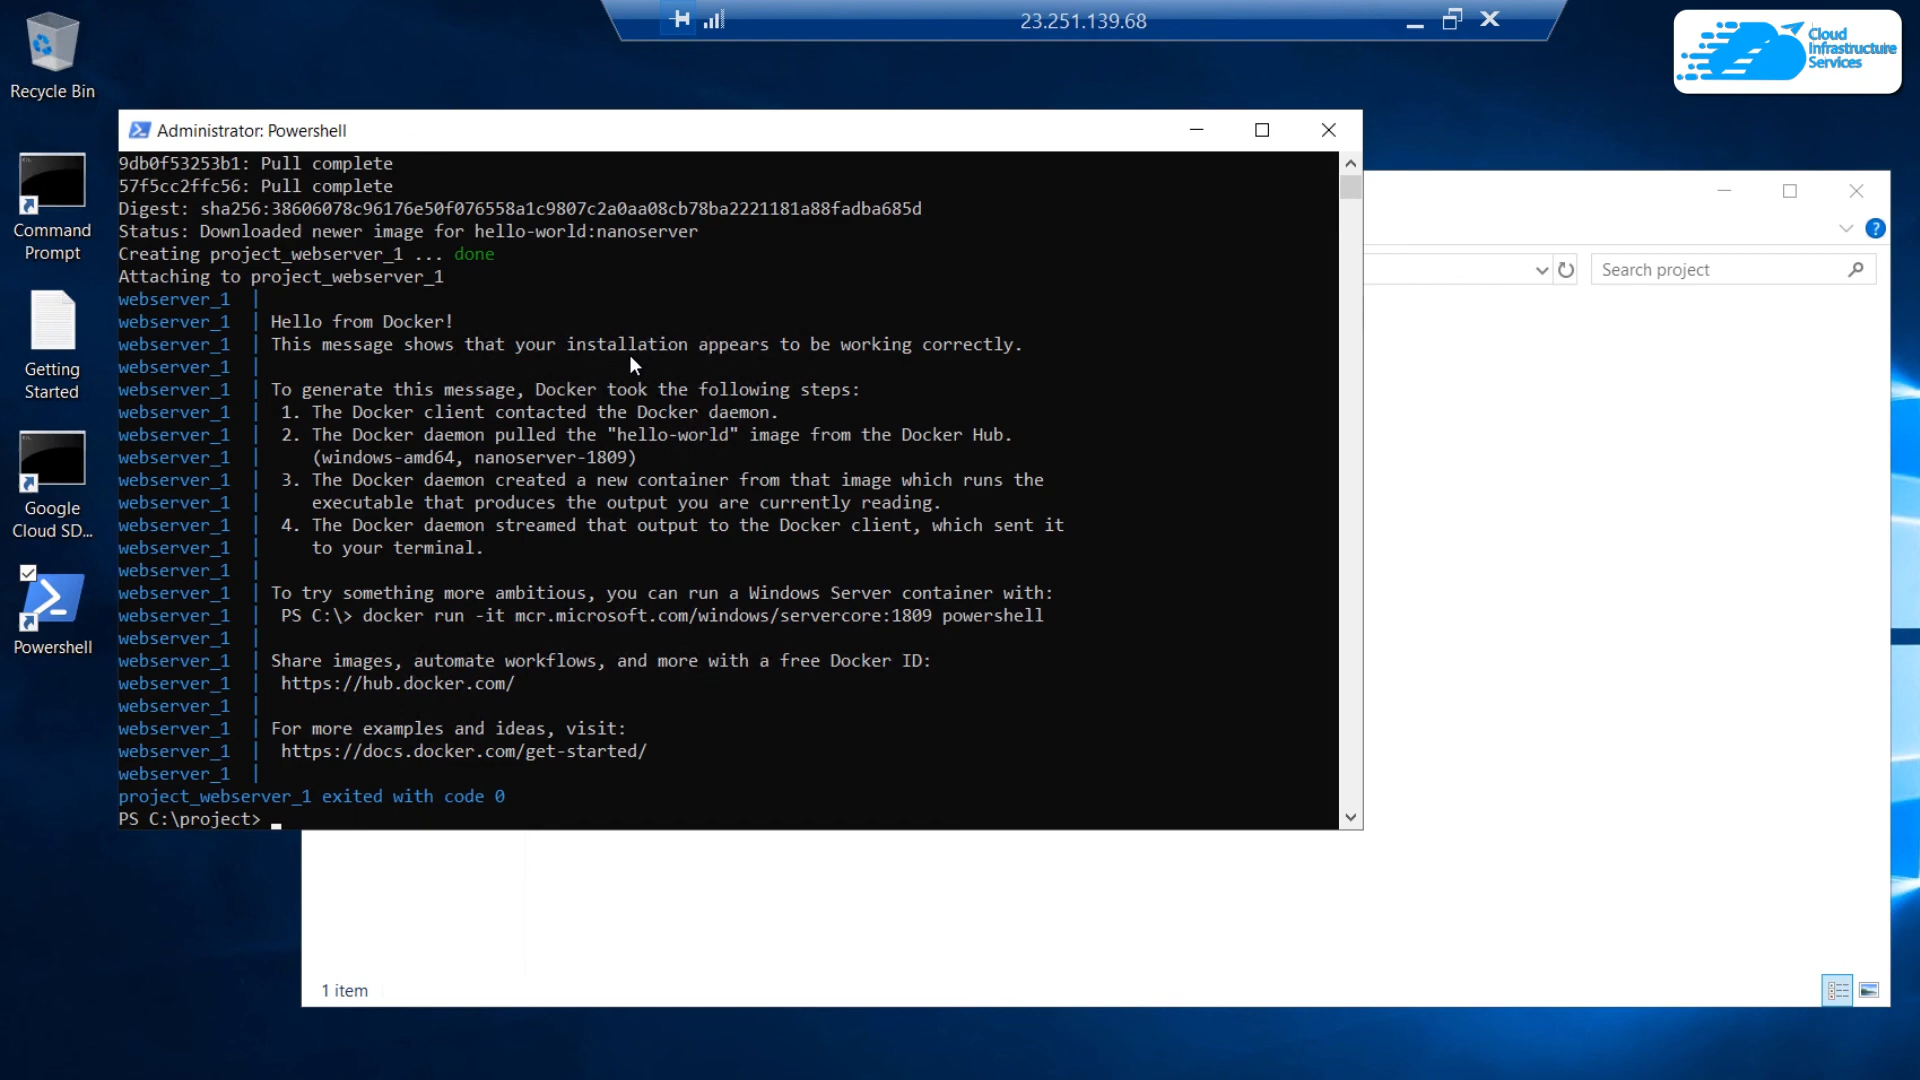 23.251.139.68
Cloud
Infrastructure
Services
Recycle Bin
Command
Prompt
Getting
Started
Google
Cloud SD...
Powershell
Administrator: Powershell
9db0f53253b1: Pull complete
57f5cc2ffc56: Pull complete
Digest: sha256:38606078c96176e50f076558a1c9807c2a0aa08cb78ba2221181a88fadba685d
Status: Downloaded newer image for hello-world:nanoserver
Creating project_webserver_1 ... done
Attaching to project_webserver_1
webserver_1 |
webserver_1 | Hello from Docker!
webserver_1 | This message shows that your installation appears to be working correctly.
webserver_1 |
webserver_1 | To generate this message, Docker took the following steps:
webserver_1 | 1. The Docker client contacted the Docker daemon.
webserver_1 | 2. The Docker daemon pulled the "hello-world" image from the Docker Hub.
webserver_1 | (windows-amd64, nanoserver-1809)
webserver_1 | 3. The Docker daemon created a new container from that image which runs the
webserver_1 | executable that produces the output you are currently reading.
webserver_1 | 4. The Docker daemon streamed that output to the Docker client, which sent it
webserver_1 | to your terminal.
webserver_1 |
webserver_1 | To try something more ambitious, you can run a Windows Server container with:
webserver_1 | PS C:\> docker run -it mcr.microsoft.com/windows/servercore:1809 powershell
webserver_1 |
webserver_1 | Share images, automate workflows, and more with a free Docker ID:
webserver_1 | https://hub.docker.com/
webserver_1 |
webserver_1 | For more examples and ideas, visit:
webserver_1 | https://docs.docker.com/get-started/
webserver_1 |
project_webserver_1 exited with code 0
PS C:\project>
Search project
1 item